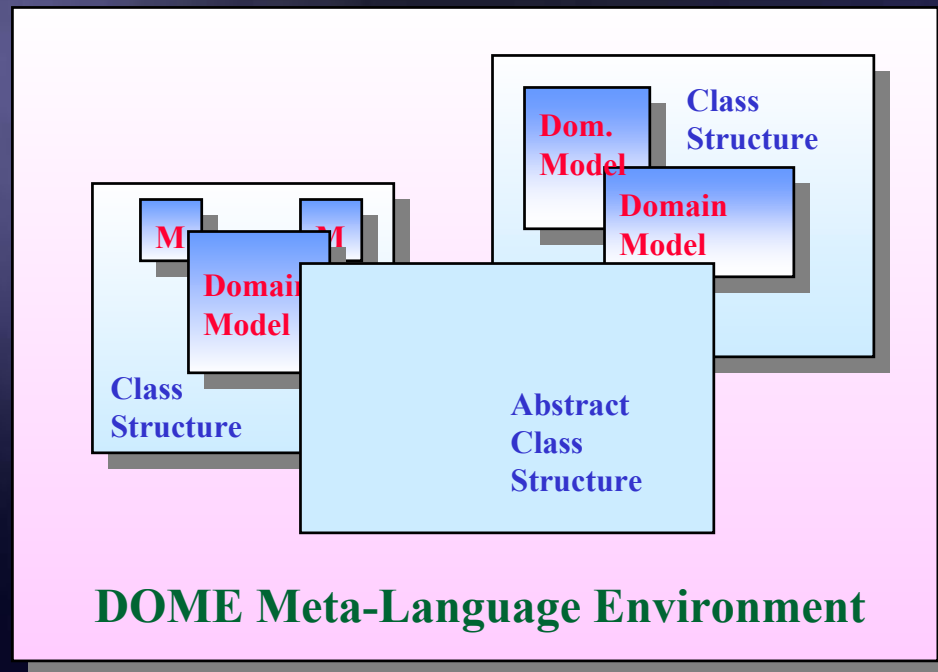 Dom.
Model
Class
Structure
Domain
Model
M
M
Domain
Model
Class
Structure
Abstract
Class
Structure
DOME Meta-Language Environment